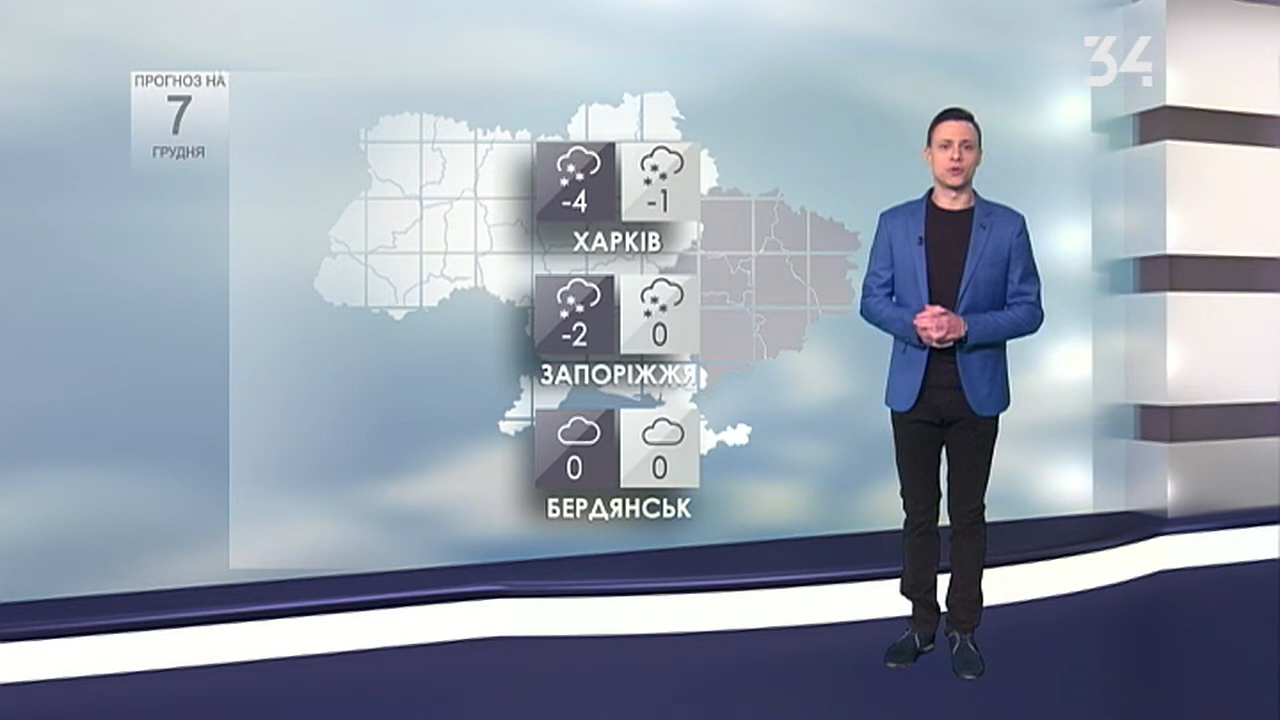 34
ПРОГНОЗ НА
7
ГРУДНЯ
-4 -1
ХАРКІВ
-2 0
ЗАПОРІЖЖЯ
0 0
БЕРДЯНСЬК